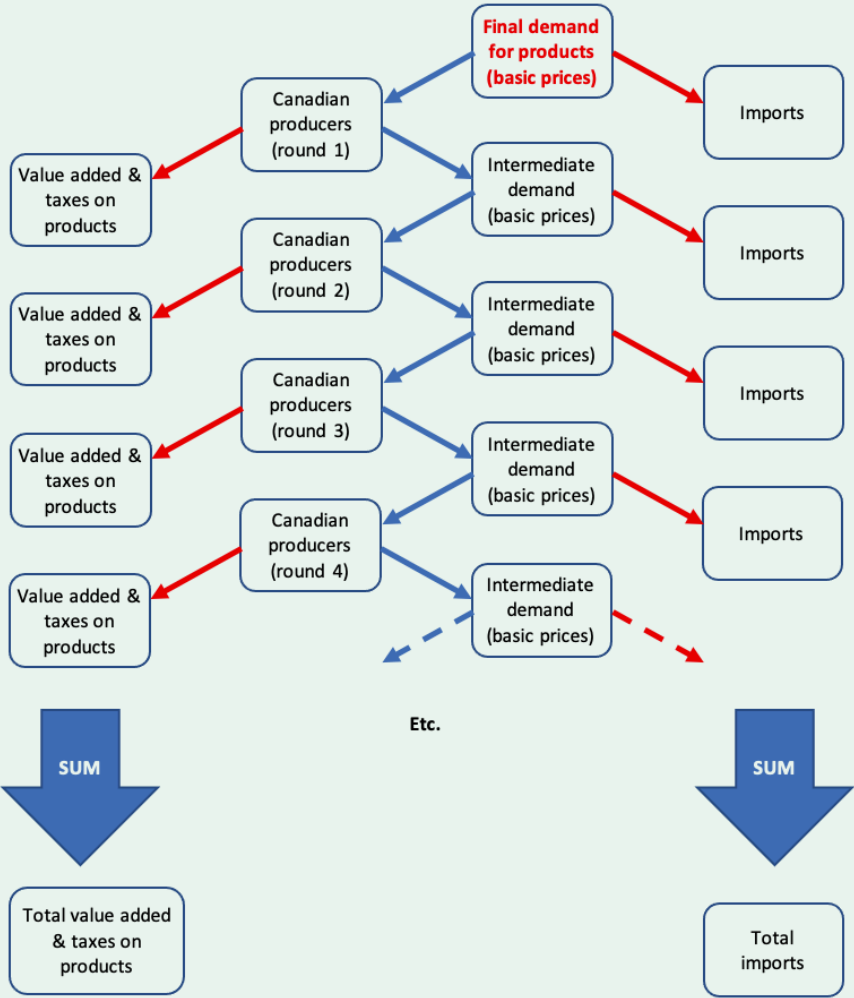 Final demand
for products
(basic prices)
Canadian
producers
(round 1)
Imports
Value added &
taxes on
products
Intermediate
demand
(basic prices)
Canadian
producers
(round 2)
Imports
Value added &
taxes on
products
Intermediate
demand
(basic prices)
Canadian
producers
(round 3)
Imports
Value added &
taxes on
products
Intermediate
demand
(basic prices)
Canadian
producers
(round 4)
Imports
Value added &
taxes on
products
Intermediate
demand
(basic prices)
Etc.
SUM
SUM
Total value added
& taxes on
products
Total
imports